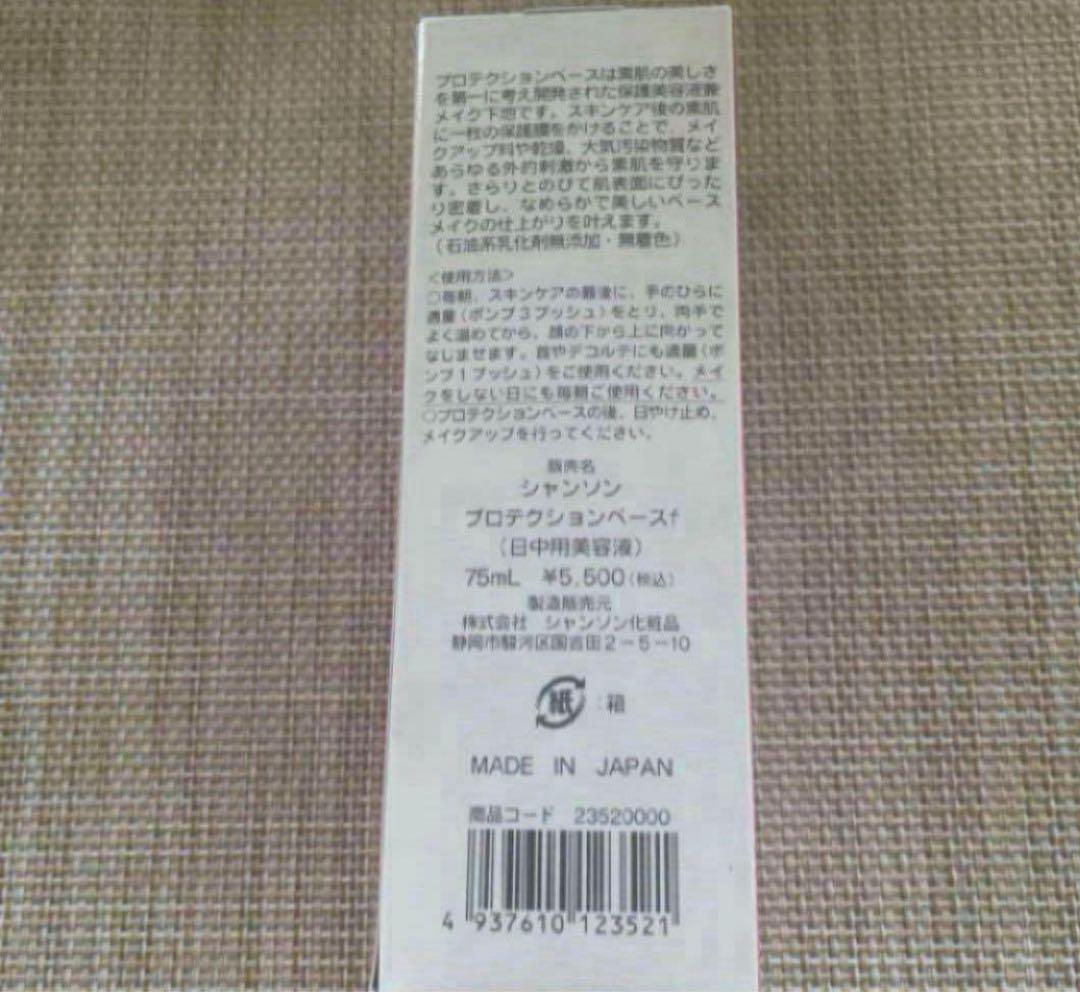 プロテクションベースは素肌の美しさ
を第一に考え開発された保護美容液兼
メイク下地です。スキンケア後の素肌
に一枚の保護膜をかけることで、メイ
クアップ料や乾燥、大気汚染物質など
あらゆる外的刺激から素肌を守りま
す。さらりとのびて肌表面にぴった
り密着し、なめらかで美しいベース
メイクの仕上がりを叶えます。
(石油系乳化剤無添加・無着色)
<使用方法>
○毎朝、スキンケアの最後に、手のひらに
適量(ポンプ3プッシュ)をとり、両手で
よく温めてから、顔の下から上に向かって
なじませます。首やデコルテにも適量(ポ
ンプ1プッシュ)をご使用ください。メイ
クをしない日にも毎朝ご使用ください。
○プロテクションベースの後、日やけ止め、
メイクアップを行ってください。
販売名
シャンソン
プロテクションベースf
(日中用美容液)
75mL ¥5,500(税込)
製造販売元
株式会社 シャンソン化粧品
静岡市駿河区国吉田2-5-10
紙 :箱
MADE IN JAPAN
商品コード 23520000
4 937610 123521